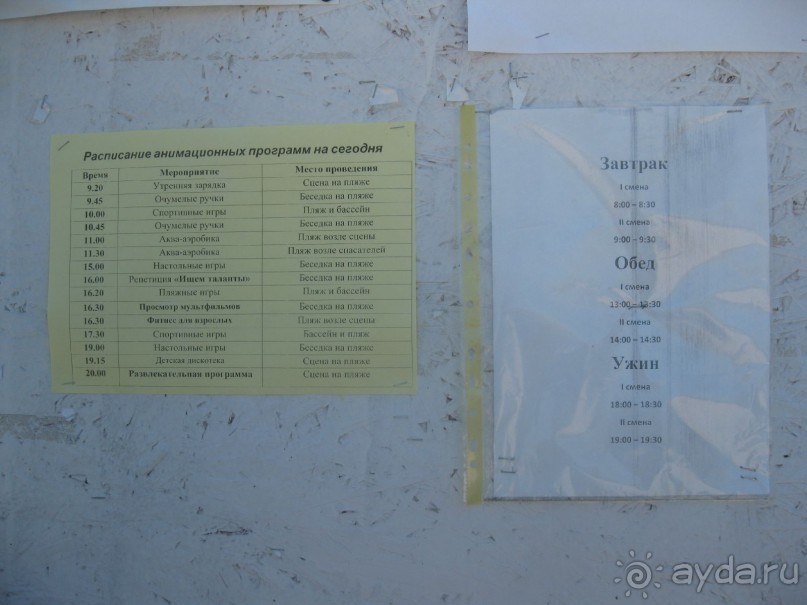 Расписание анимационных программ на сегодня
Время Мероприятие Место проведения
9.20 Утренняя зарядка Сцена на пляже
9.45 Очумелые ручки Беседка на пляже
10.00 Спортивные игры Пляж и бассейн
10.45 Очумелые ручки Беседка на пляже
11.00 Аква-аэробика Пляж возле сцены
11.30 Аква-аэробика Пляж возле спасателей
15.00 Настольные игры Беседка на пляже
16.00 Репетиция «Ищем таланты» Беседка на пляже
16.20 Пляжные игры Пляж и бассейн
16.30 Просмотр мультфильмов Беседка на пляже
16.30 Фитнес для взрослых Пляж возле сцены
17.30 Спортивные игры Бассейн и пляж
19.00 Настольные игры Беседка на пляже
19.15 Детская дискотека Сцена на пляже
20.00 Развлекательная программа Сцена на пляже
Завтрак
I смена
8:00 – 8:30
II смена
9:00 – 9:30
Обед
I смена
13:00 – 13:30
II смена
14:00 – 14:30
Ужин
I смена
18:00 – 18:30
II смена
19:00 – 19:30
ayda.ru